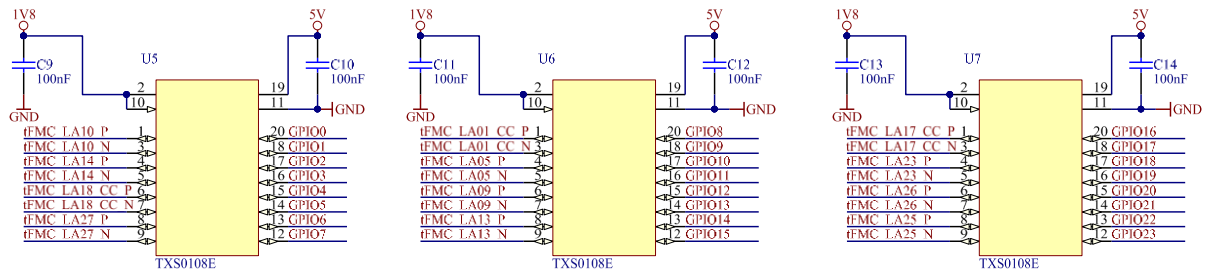 1V8 5V 1V8 5V 1V8 5V
U5 U6 U7
C9 100nF C10 100nF C11 100nF C12 100nF C13 100nF C14 100nF
2 19 2 19 2 19
10 11 10 11 10 11
GND GND GND GND GND GND
tFMC_LA10_P 1 20 GPIO0 tFMC_LA01_CC_P 1 20 GPIO8 tFMC_LA17_CC_P 1 20 GPIO16
tFMC_LA10_N 3 18 GPIO1 tFMC_LA01_CC_N 3 18 GPIO9 tFMC_LA17_CC_N 3 18 GPIO17
tFMC_LA14_P 4 17 GPIO2 tFMC_LA05_P 4 17 GPIO10 tFMC_LA23_P 4 17 GPIO18
tFMC_LA14_N 5 16 GPIO3 tFMC_LA05_N 5 16 GPIO11 tFMC_LA23_N 5 16 GPIO19
tFMC_LA18_CC_P 6 15 GPIO4 tFMC_LA09_P 6 15 GPIO12 tFMC_LA26_P 6 15 GPIO20
tFMC_LA18_CC_N 7 14 GPIO5 tFMC_LA09_N 7 14 GPIO13 tFMC_LA26_N 7 14 GPIO21
tFMC_LA27_P 8 13 GPIO6 tFMC_LA13_P 8 13 GPIO14 tFMC_LA25_P 8 13 GPIO22
tFMC_LA27_N 9 12 GPIO7 tFMC_LA13_N 9 12 GPIO15 tFMC_LA25_N 9 12 GPIO23
TXS0108E TXS0108E TXS0108E